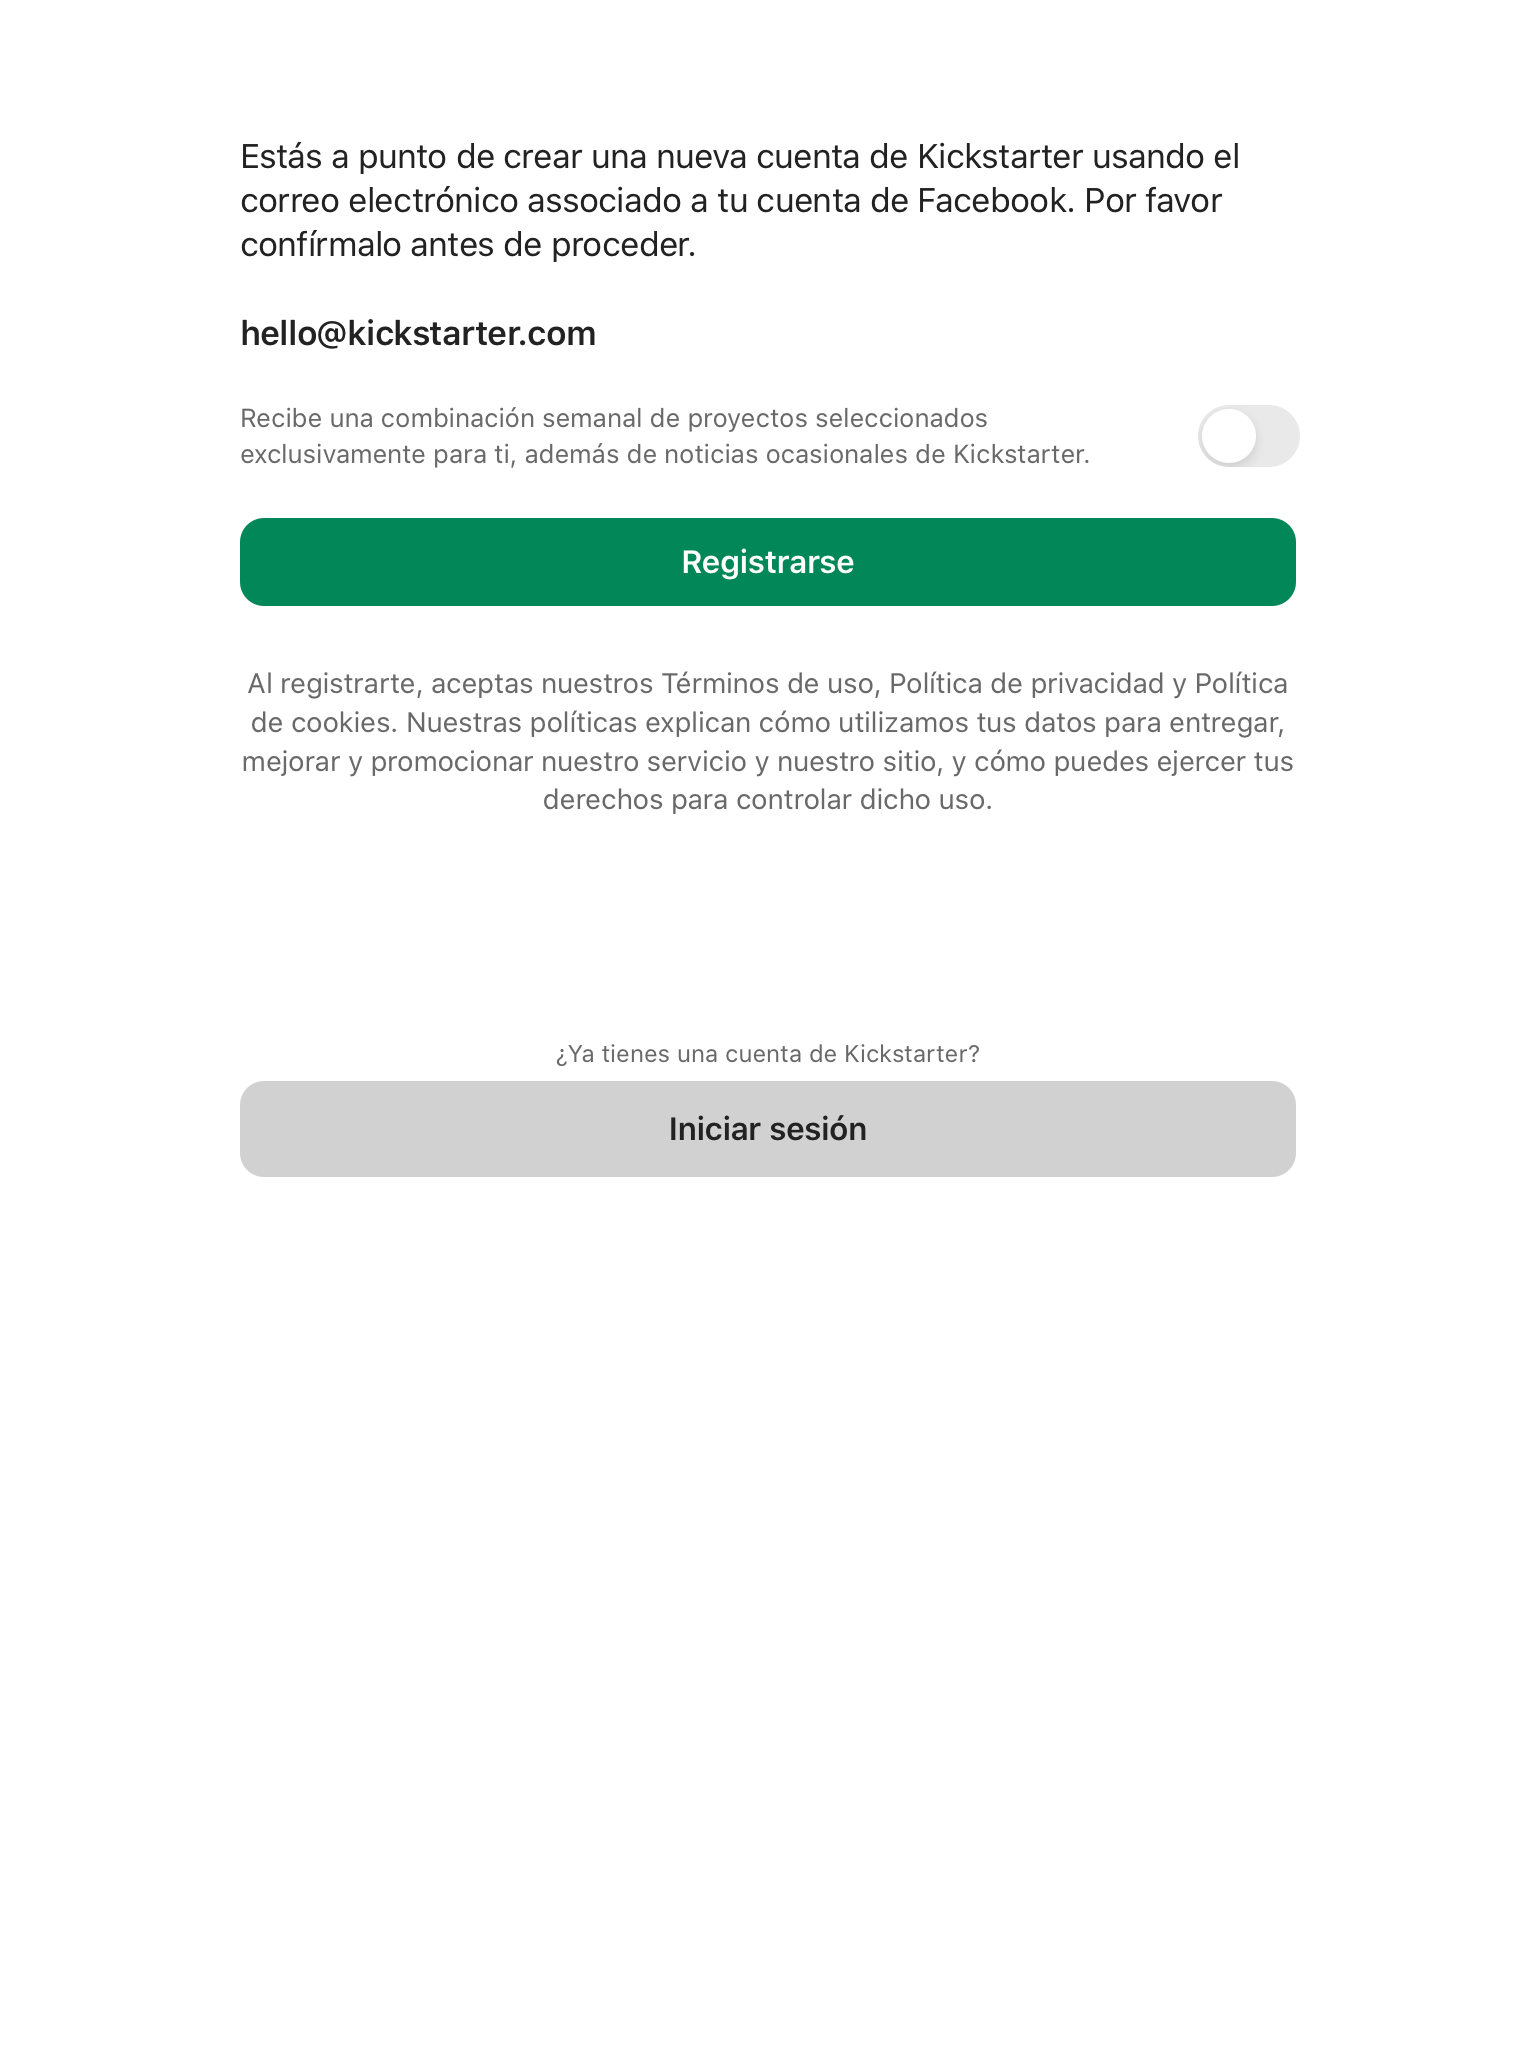 Estás a punto de crear una nueva cuenta de Kickstarter usando el
correo electrónico associado a tu cuenta de Facebook. Por favor
confírmalo antes de proceder.
hello@kickstarter.com
Recibe una combinación semanal de proyectos seleccionados
exclusivamente para ti, además de noticias ocasionales de Kickstarter.
Registrarse
Al registrarte, aceptas nuestros Términos de uso, Política de privacidad y Política
de cookies. Nuestras políticas explican cómo utilizamos tus datos para entregar,
mejorar y promocionar nuestro servicio y nuestro sitio, y cómo puedes ejercer tus
derechos para controlar dicho uso.
¿Ya tienes una cuenta de Kickstarter?
Iniciar sesión